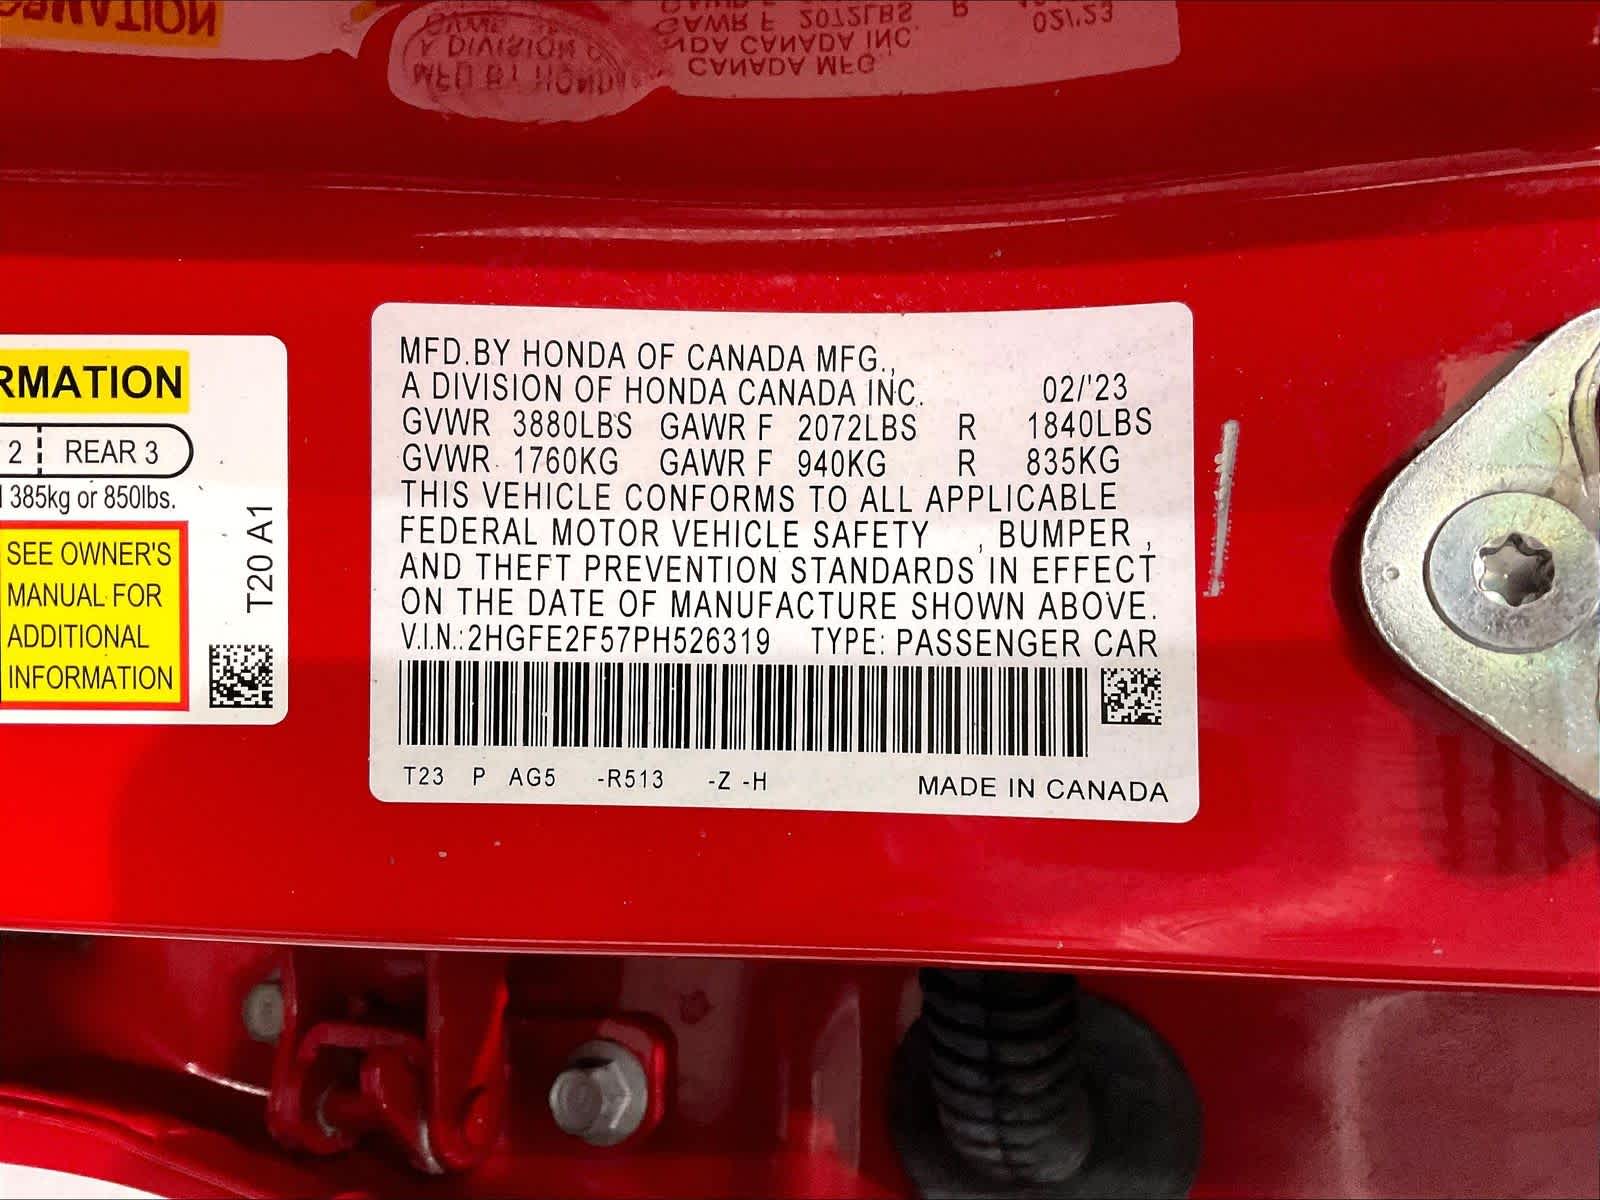 RMATION
2 REAR 3
385kg or 850lbs.
SEE OWNER'S
MANUAL FOR
ADDITIONAL
INFORMATION
T20 A1
MFD.BY HONDA OF CANADA MFG.,
A DIVISION OF HONDA CANADA INC. 02/'23
GVWR 3880LBS GAWR F 2072LBS R 1840LBS
GVWR 1760KG GAWR F 940KG R 835KG
THIS VEHICLE CONFORMS TO ALL APPLICABLE
FEDERAL MOTOR VEHICLE SAFETY , BUMPER ,
AND THEFT PREVENTION STANDARDS IN EFFECT
ON THE DATE OF MANUFACTURE SHOWN ABOVE.
V.I.N.:2HGFE2F57PH526319 TYPE: PASSENGER CAR
T23 P AG5 -R513 -Z -H MADE IN CANADA